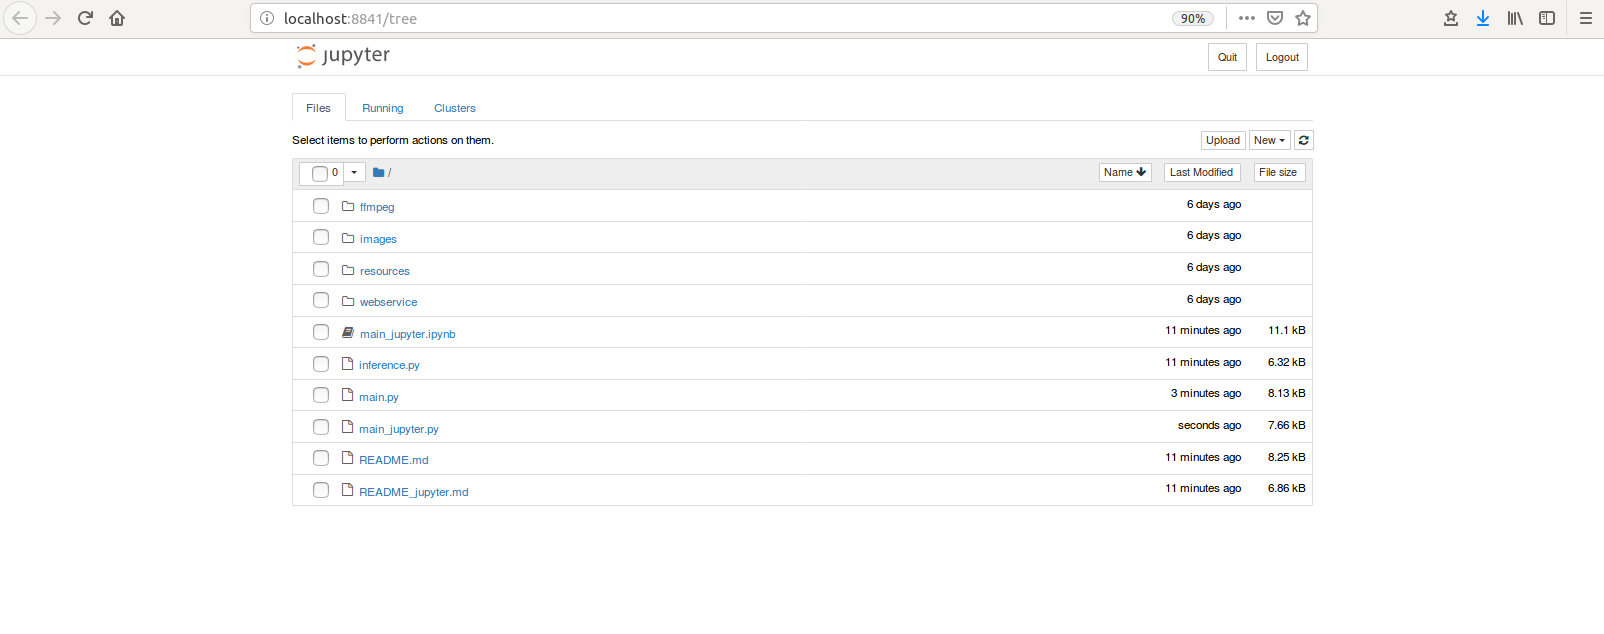 localhost:8841/tree 90%
jupyter Quit Logout
Files Running Clusters
Select items to perform actions on them. Upload New
0 / Name Last Modified File size
ffmpeg 6 days ago
images 6 days ago
resources 6 days ago
webservice 6 days ago
main_jupyter.ipynb 11 minutes ago 11.1 kB
inference.py 11 minutes ago 6.32 kB
main.py 3 minutes ago 8.13 kB
main_jupyter.py seconds ago 7.66 kB
README.md 11 minutes ago 8.25 kB
README_jupyter.md 11 minutes ago 6.86 kB